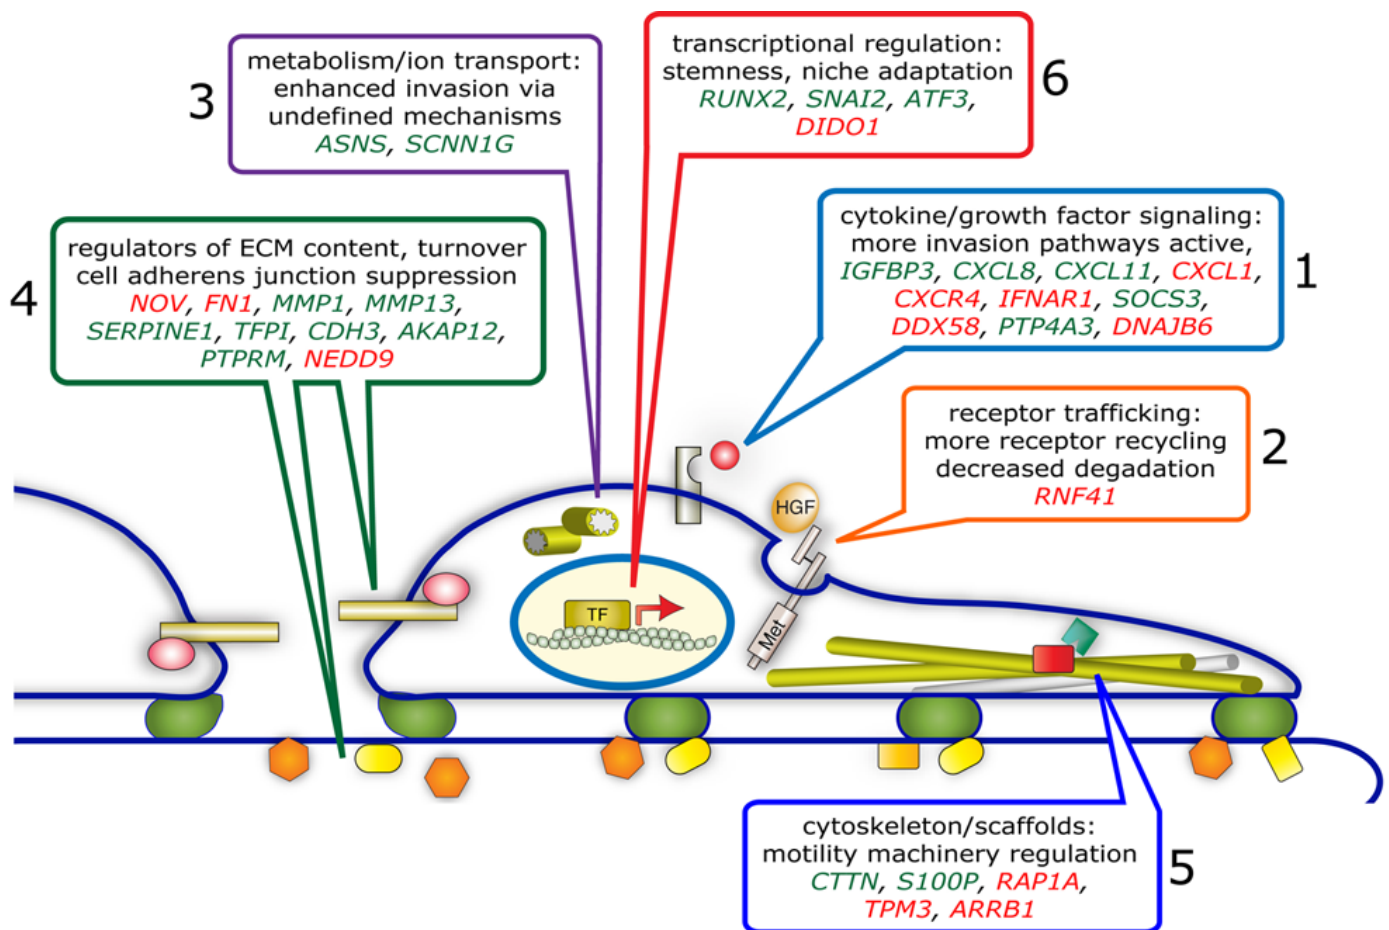 3
metabolism/ion transport:
enhanced invasion via
undefined mechanisms
ASNS, SCNN1G
transcriptional regulation:
stemness, niche adaptation
RUNX2, SNAI2, ATF3,
DIDO1
6
4
regulators of ECM content, turnover
cell adherens junction suppression
NOV, FN1, MMP1, MMP13,
SERPINE1, TFPI, CDH3, AKAP12,
PTPRM, NEDD9
cytokine/growth factor signaling:
more invasion pathways active,
IGFBP3, CXCL8, CXCL11, CXCL1,
CXCR4, IFNAR1, SOCS3,
DDX58, PTP4A3, DNAJB6
1
receptor trafficking:
more receptor recycling
decreased degadation
RNF41
2
HGF
TF
Met
cytoskeleton/scaffolds:
motility machinery regulation
CTTN, S100P, RAP1A,
TPM3, ARRB1
5